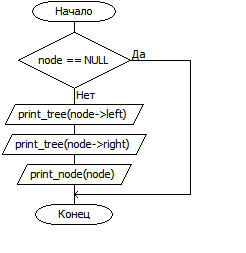 Начало
node == NULL
Да
Нет
print_tree(node->left)
print_tree(node->right)
print_node(node)
Конец